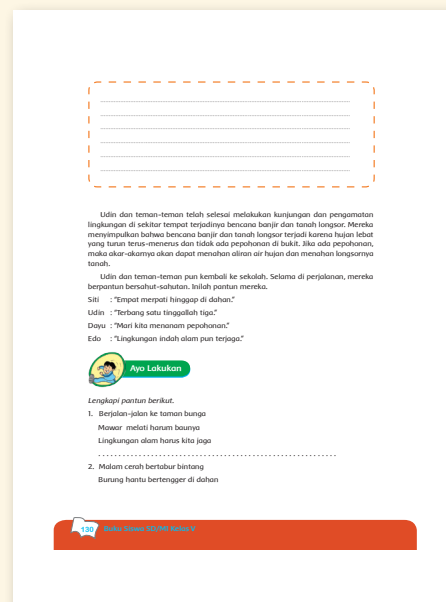 Udin dan teman-teman telah selesai melakukan kunjungan dan pengamatan
lingkungan di sekitar tempat terjadinya bencana banjir dan tanah longsor. Mereka
menyimpulkan bahwa bencana banjir dan tanah longsor terjadi karena hujan lebat
yang turun terus-menerus dan tidak ada pepohonan di bukit. Jika ada pepohonan,
maka akar-akarnya akan dapat menahan aliran air hujan dan menahan longsornya
tanah.
Udin dan teman-teman pun kembali ke sekolah. Selama di perjalanan, mereka
berpantun bersahut-sahutan. Inilah pantun mereka.
Siti : "Empat merpati hinggap di dahan."
Udin : "Terbang satu tinggallah tiga."
Dayu : "Mari kita menanam pepohonan."
Edo : "Lingkungan indah alam pun terjaga."
Ayo Lakukan
Lengkapi pantun berikut.
1. Berjalan-jalan ke taman bunga
Mawar melati harum baunya
Lingkungan alam harus kita jaga
. . . . . . . . . . . . . . . . . . . . . . . . . . . . . . . . . . . . . . . . . . . . . . . . . . . . . . . . . . .
2. Malam cerah bertabur bintang
Burung hantu bertengger di dahan
130 Buku Siswa SD/MI Kelas V